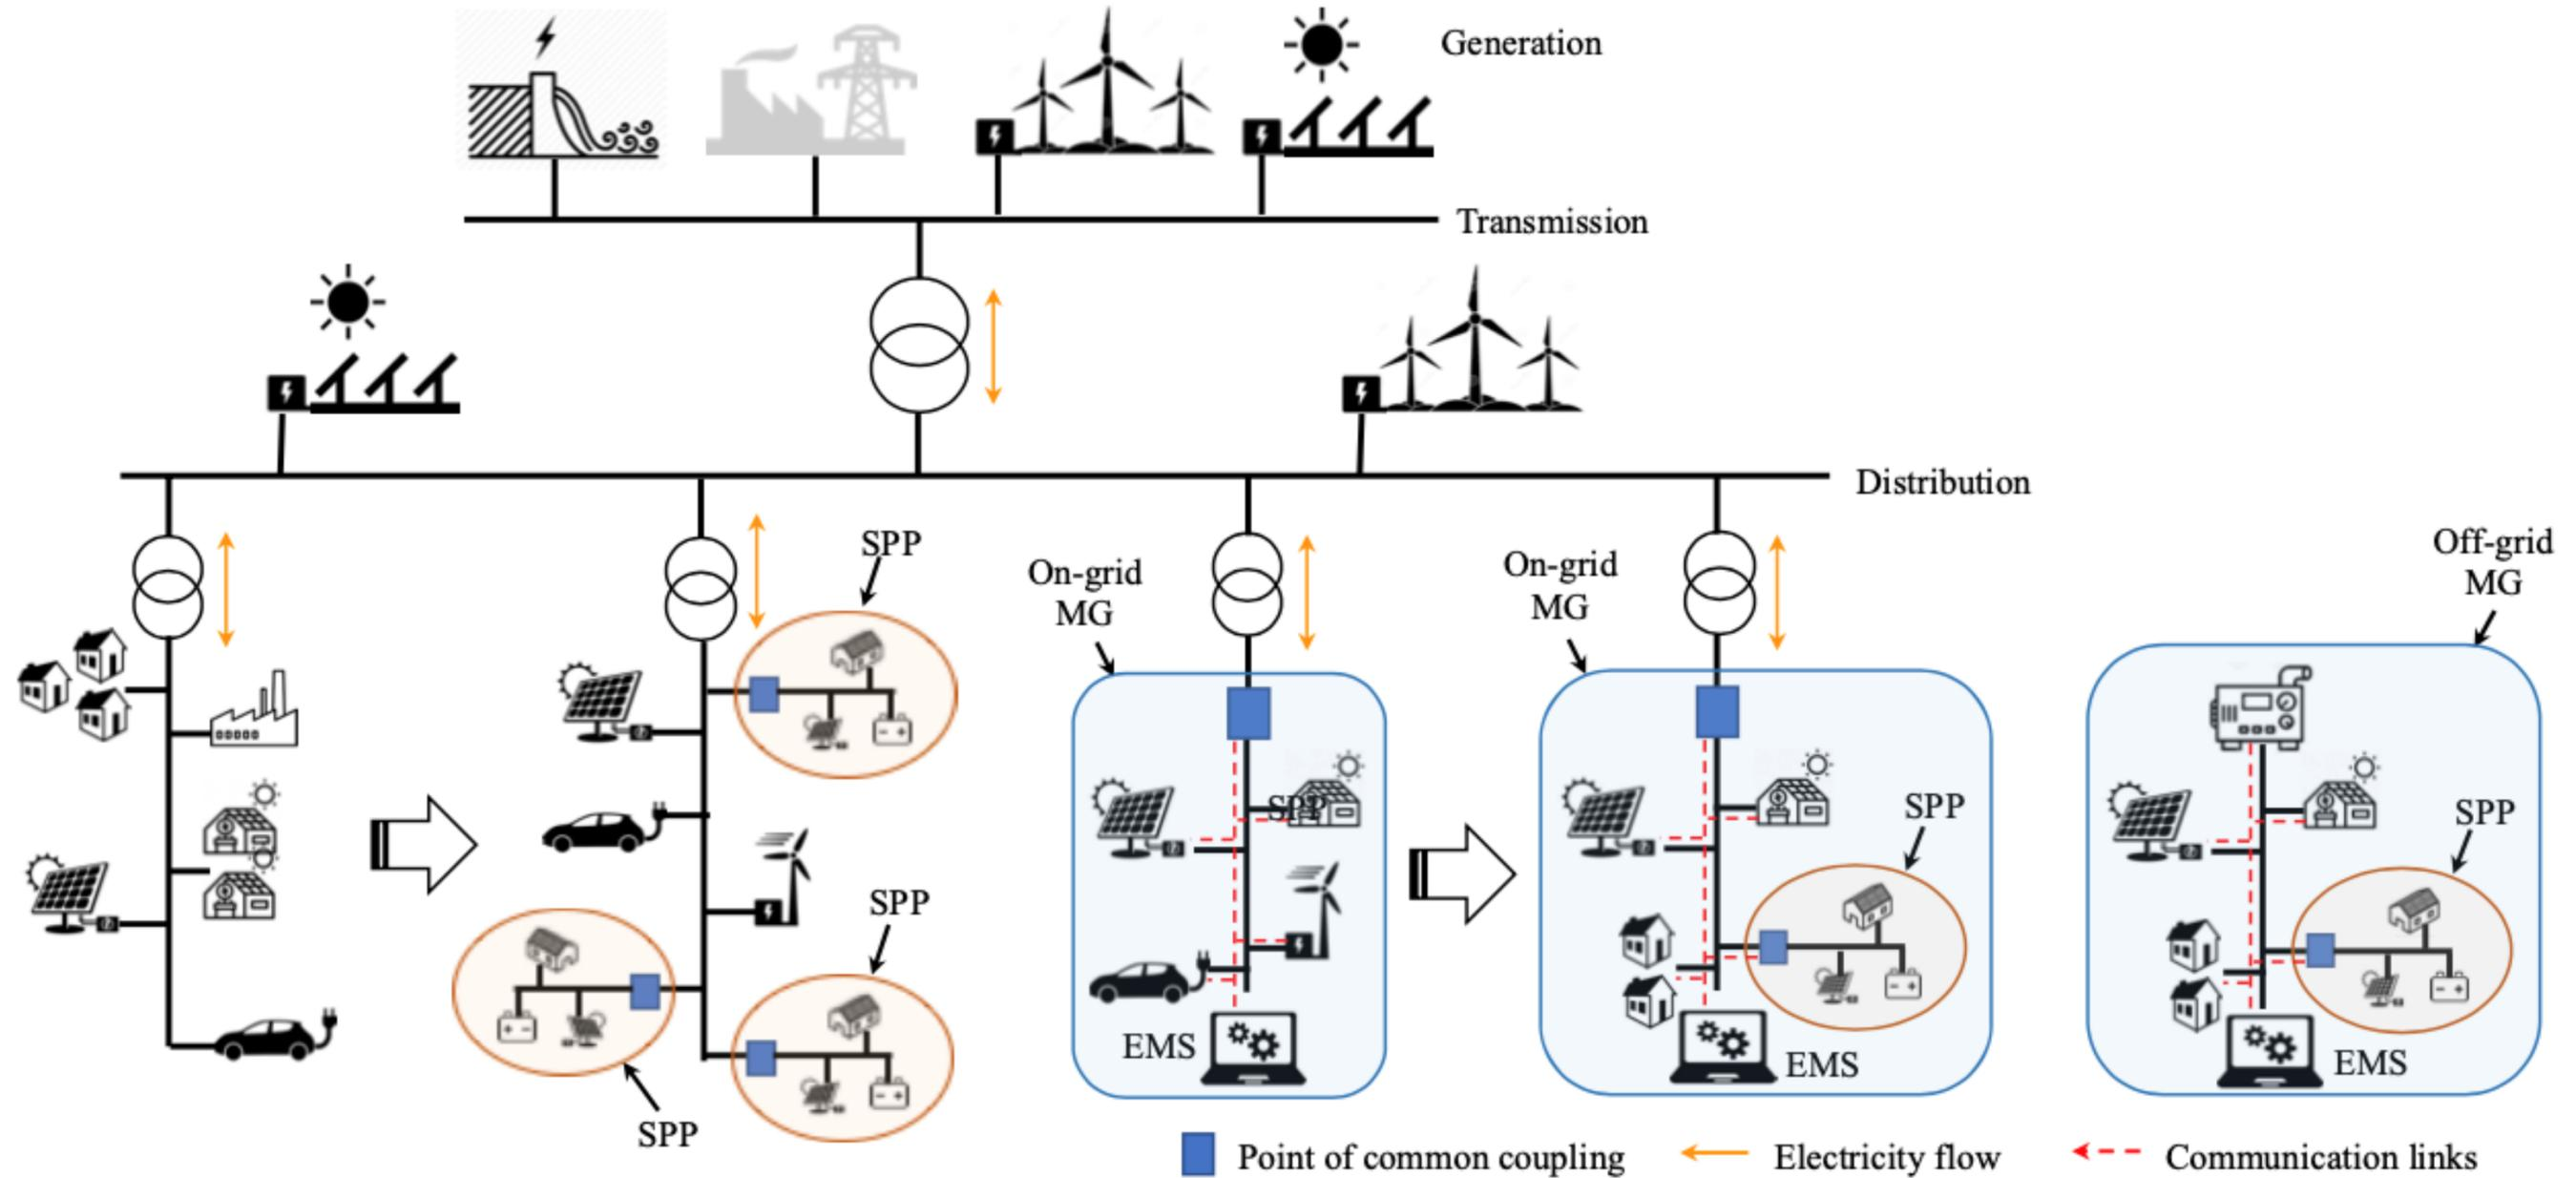 Generation
Transmission
Distribution
SPP
On-grid
MG
On-grid
MG
Off-grid
MG
SPP
SPP
SPP
SPP
SPP
SPP
EMS
EMS
EMS
Point of common coupling
Electricity flow
Communication links